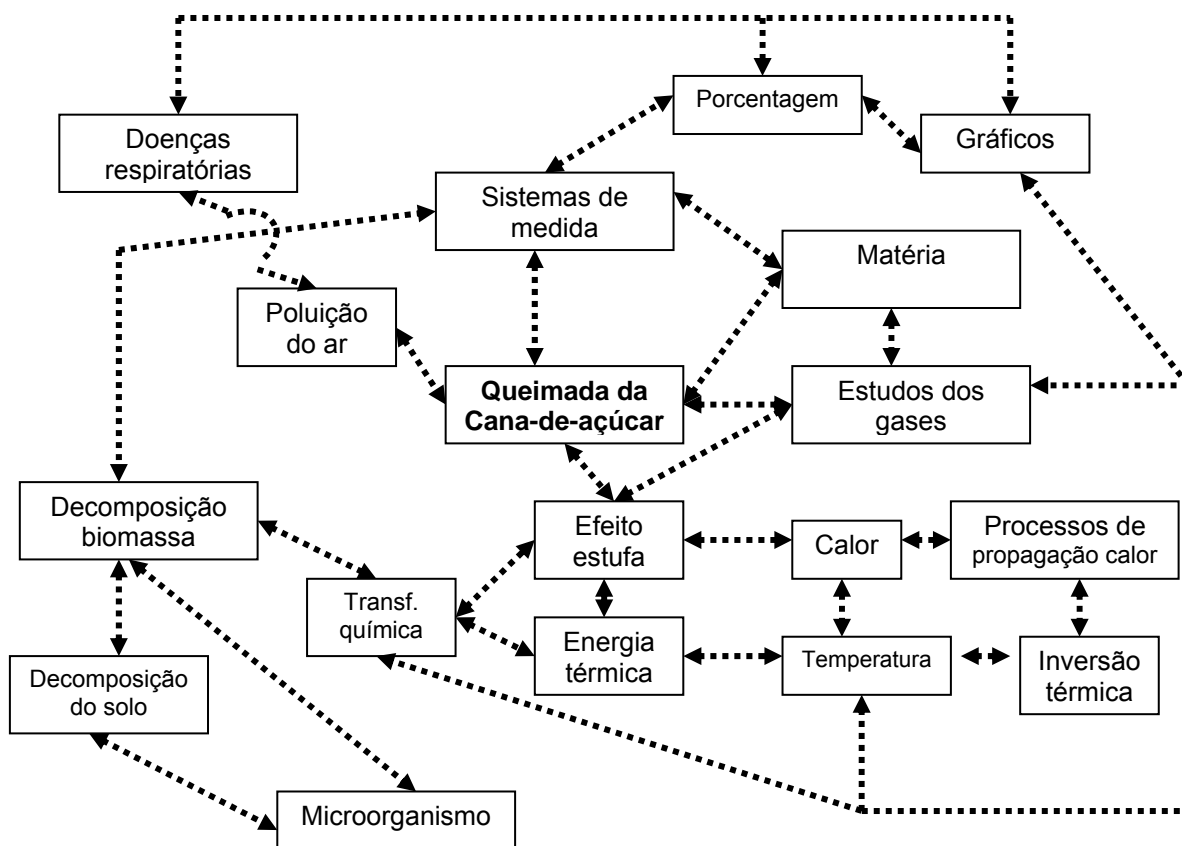 Porcentagem
Doenças
respiratórias
Gráficos
Sistemas de
medida
Matéria
Poluição
do ar
Queimada da
Cana-de-açúcar
Estudos dos
gases
Decomposição
biomassa
Efeito
estufa
Calor
Processos de
propagação calor
Transf.
química
Energia
térmica
Temperatura
Inversão
térmica
Decomposição
do solo
Microorganismo